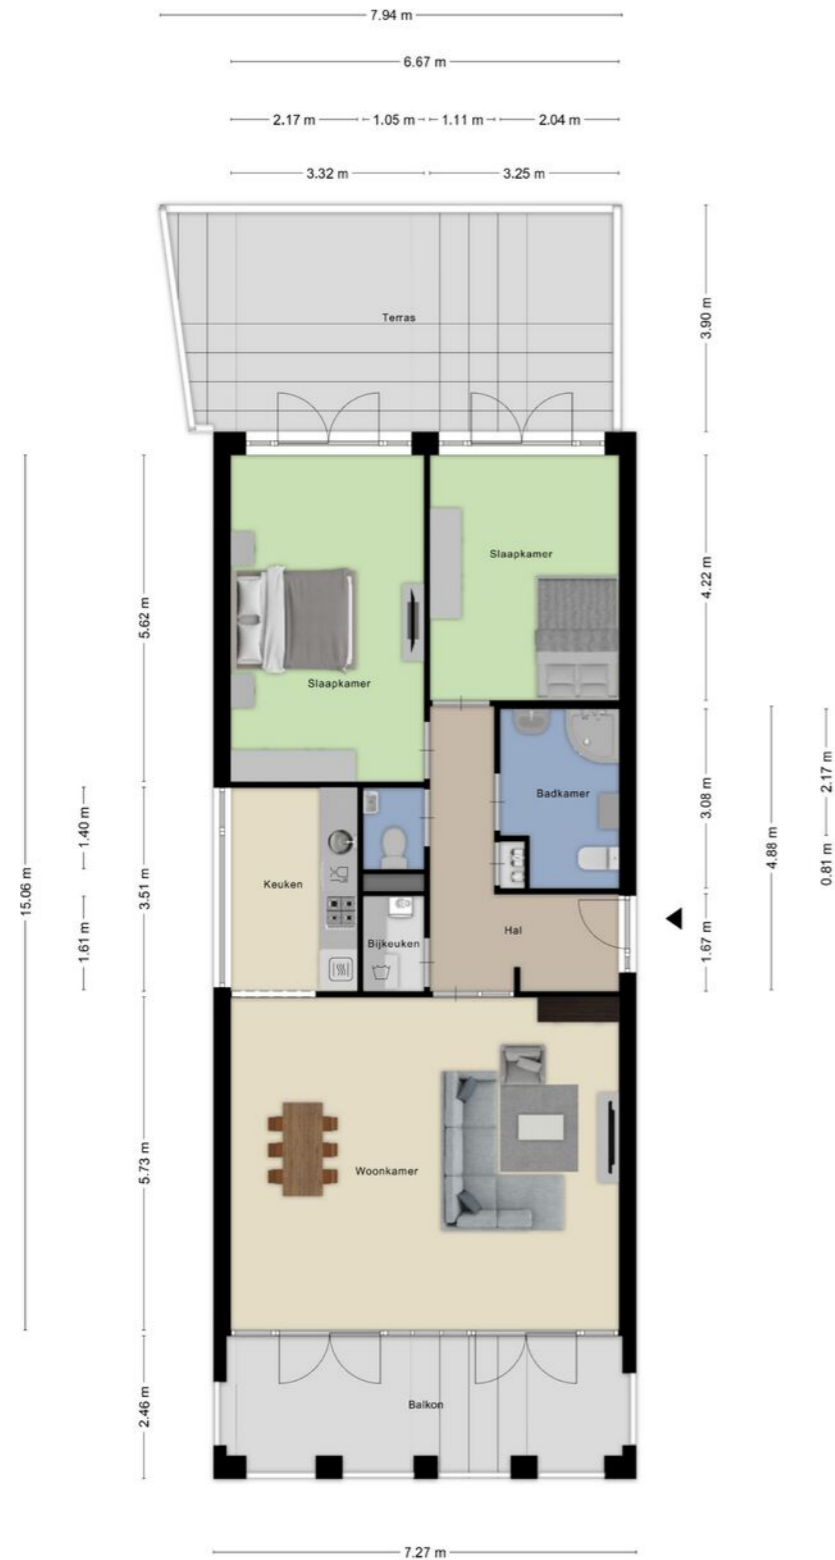 7.94 m
6.67 m
2.17 m
1.05 m
1.11 m
2.04 m
3.32 m
3.25 m
Terras
3.90 m
Slaapkamer
4.22 m
5.62 m
Slaapkamer
2.17 m
Badkamer
3.08 m
1.40 m
4.88 m
0.81 m
15.06 m
3.51 m
Keuken
1.61 m
Bijkeuken
Hal
1.67 m
5.73 m
Woonkamer
2.46 m
Balkon
7.27 m